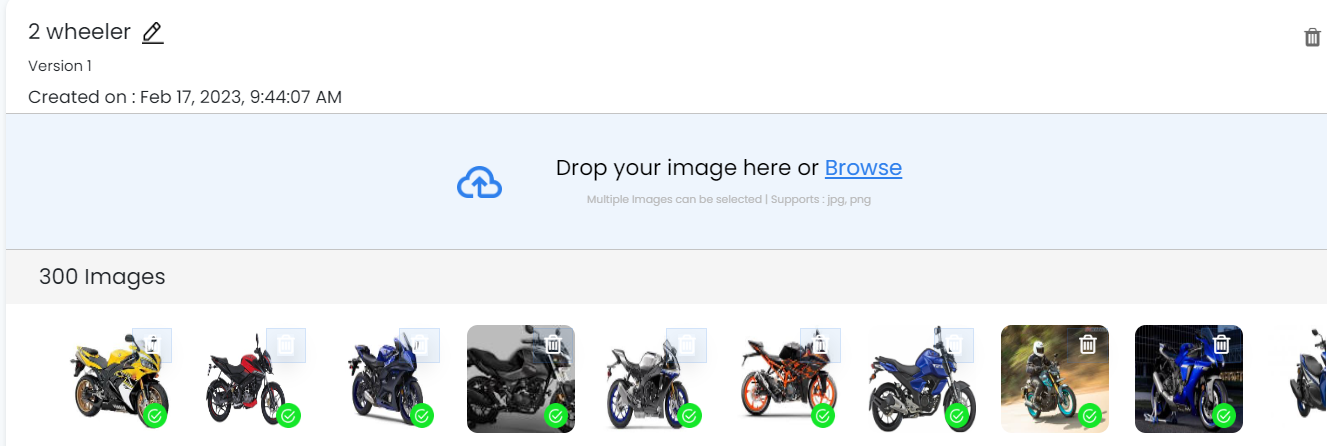 2 wheeler
Version 1
Created on : Feb 17, 2023, 9:44:07 AM
Drop your image here or Browse
Multiple Images can be selected | Supports : jpg, png
300 Images